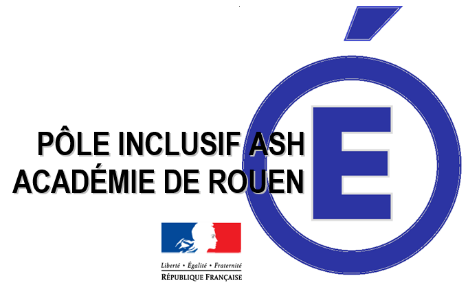 PÔLE INCLUSIF ASH
ACADÉMIE DE ROUEN
É
Liberté • Égalité • Fraternité
RÉPUBLIQUE FRANÇAISE